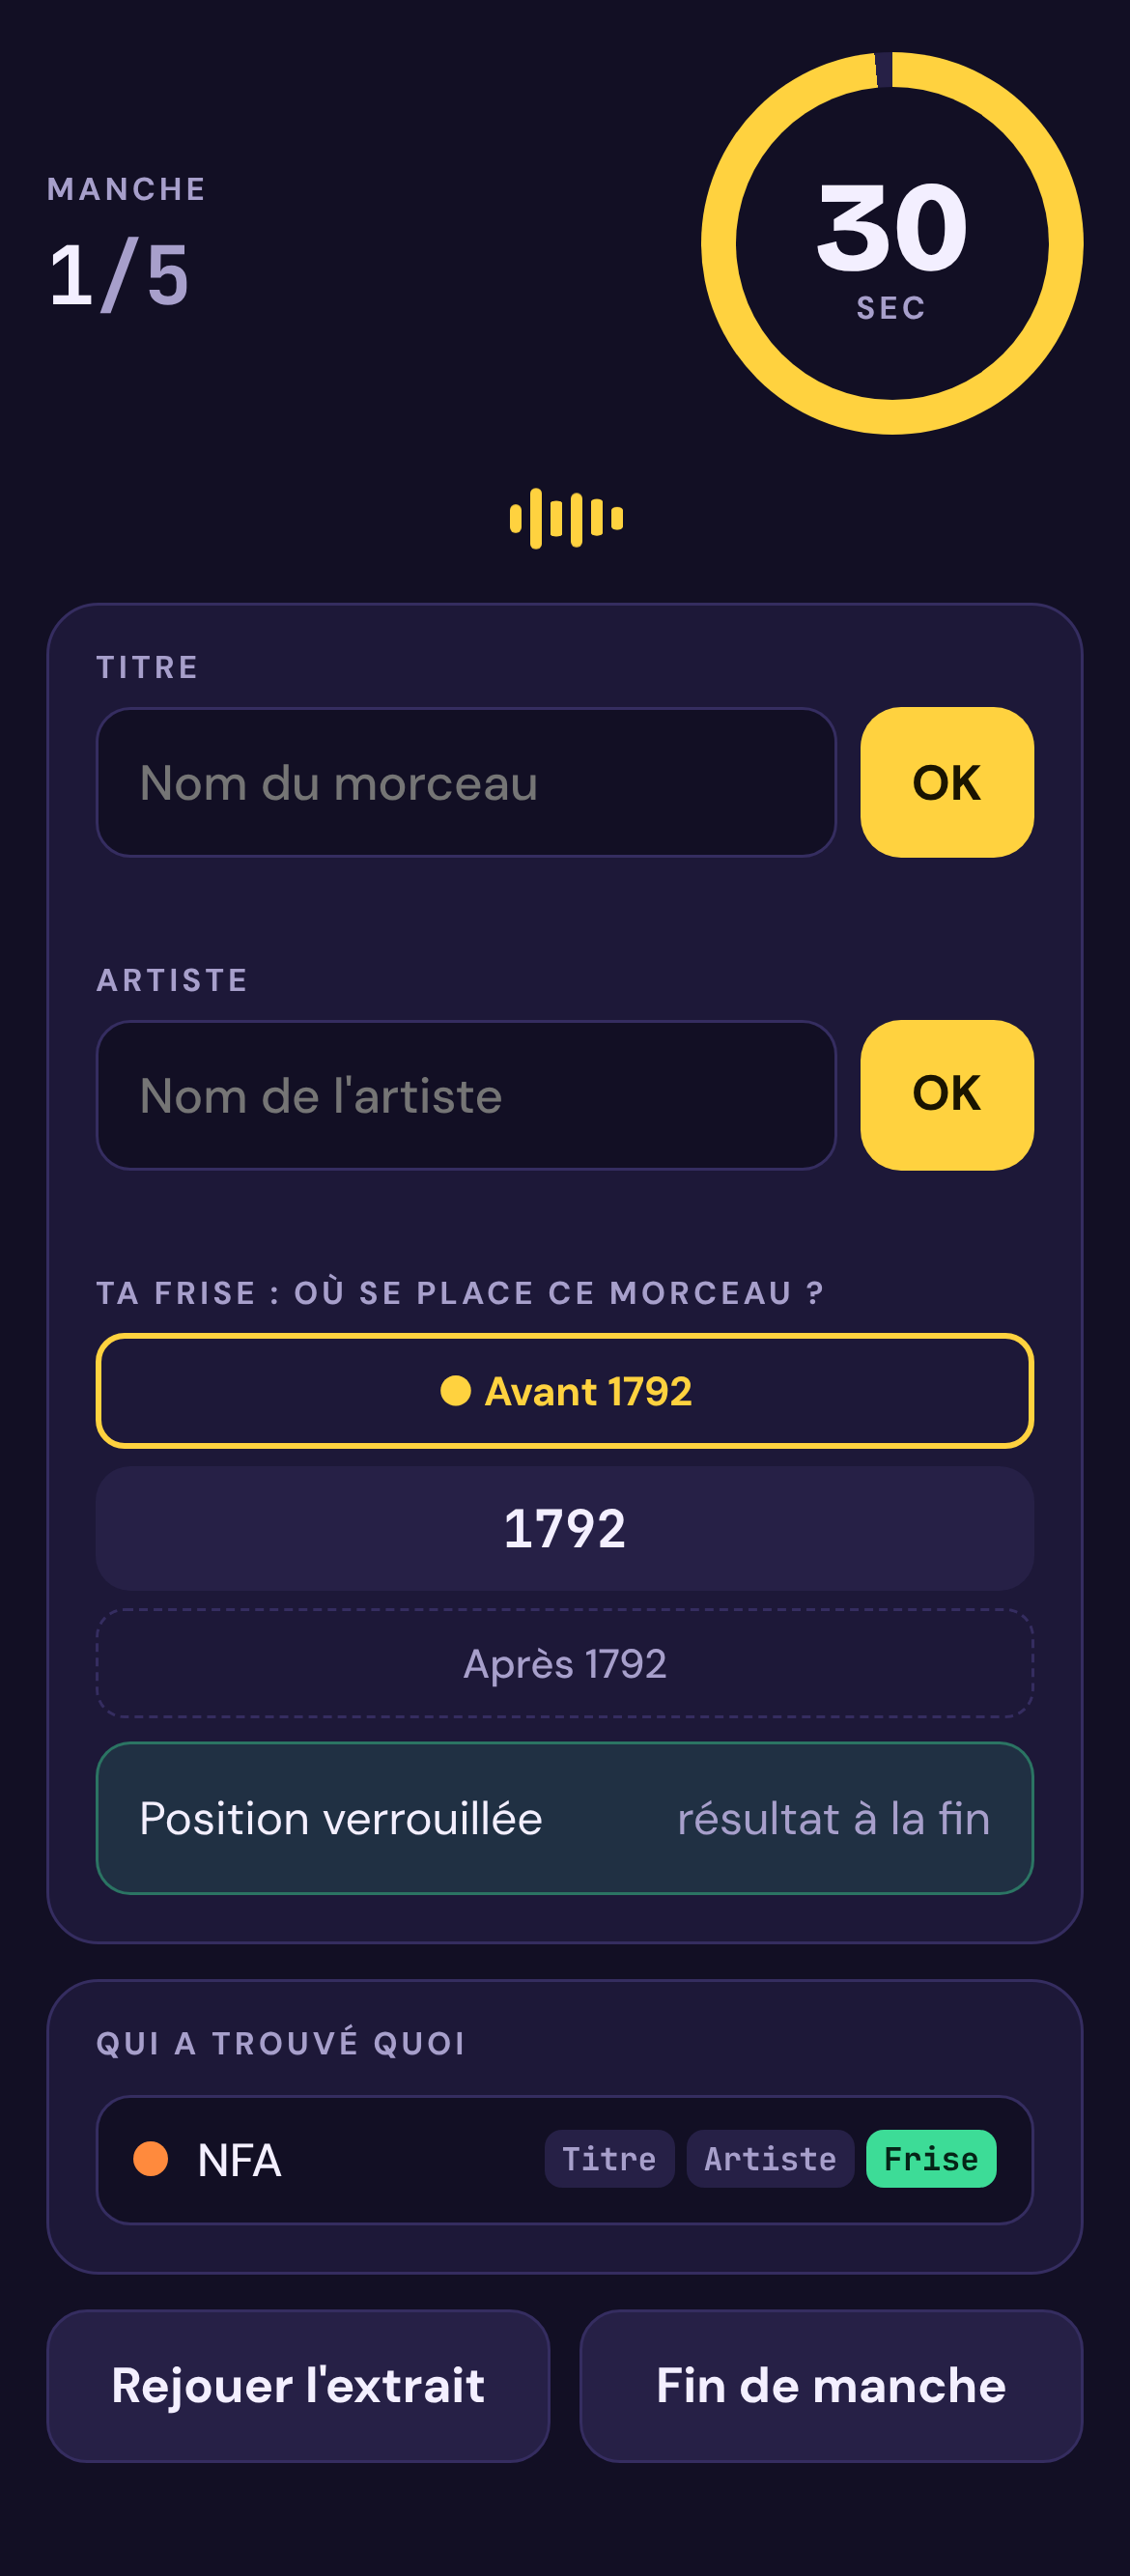 MANCHE
1/5
30
SEC
TITRE
Nom du morceau
OK
ARTISTE
Nom de l'artiste
OK
TA FRISE : OÙ SE PLACE CE MORCEAU ?
Avant 1792
1792
Après 1792
Position verrouillée résultat à la fin
QUI A TROUVÉ QUOI
NFA Titre Artiste Frise
Rejouer l'extrait Fin de manche